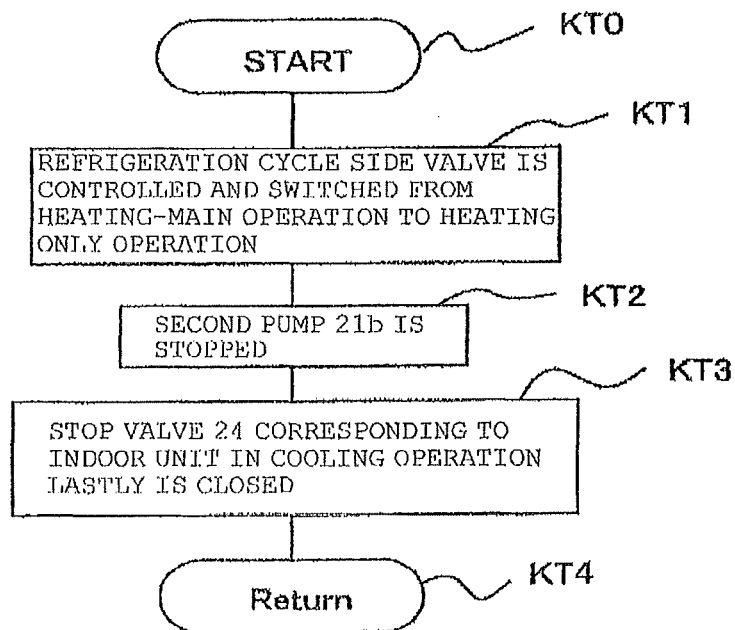 START
KT0
KT1
REFRIGERATION CYCLE SIDE VALVE IS
CONTROLLED AND SWITCHED FROM
HEATING-MAIN OPERATION TO HEATING
ONLY OPERATION
KT2
SECOND PUMP 21b IS
STOPPED
KT3
STOP VALVE 24 CORRESPONDING TO
INDOOR UNIT IN COOLING OPERATION
LASTLY IS CLOSED
Return
KT4